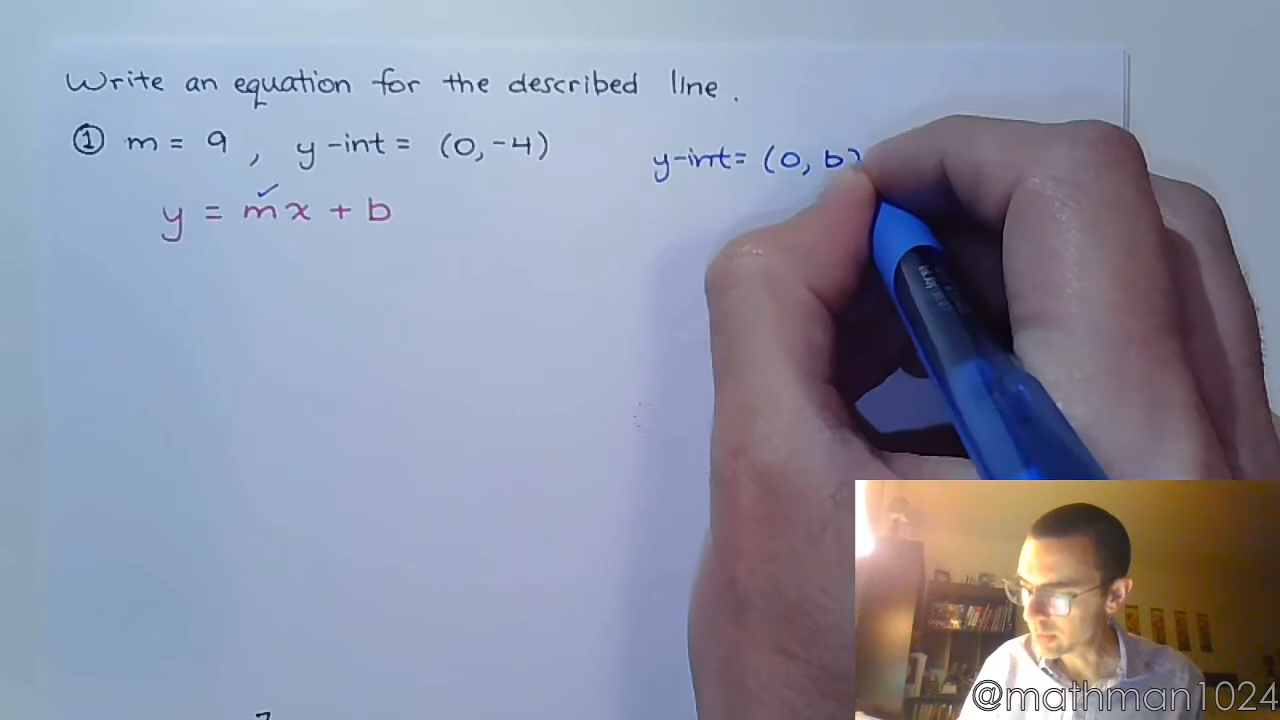 Write an equation for the described line.
① m = 9 , y-int = (0, -4)
y-int = (0, b)
y = mx + b
@mathman1024